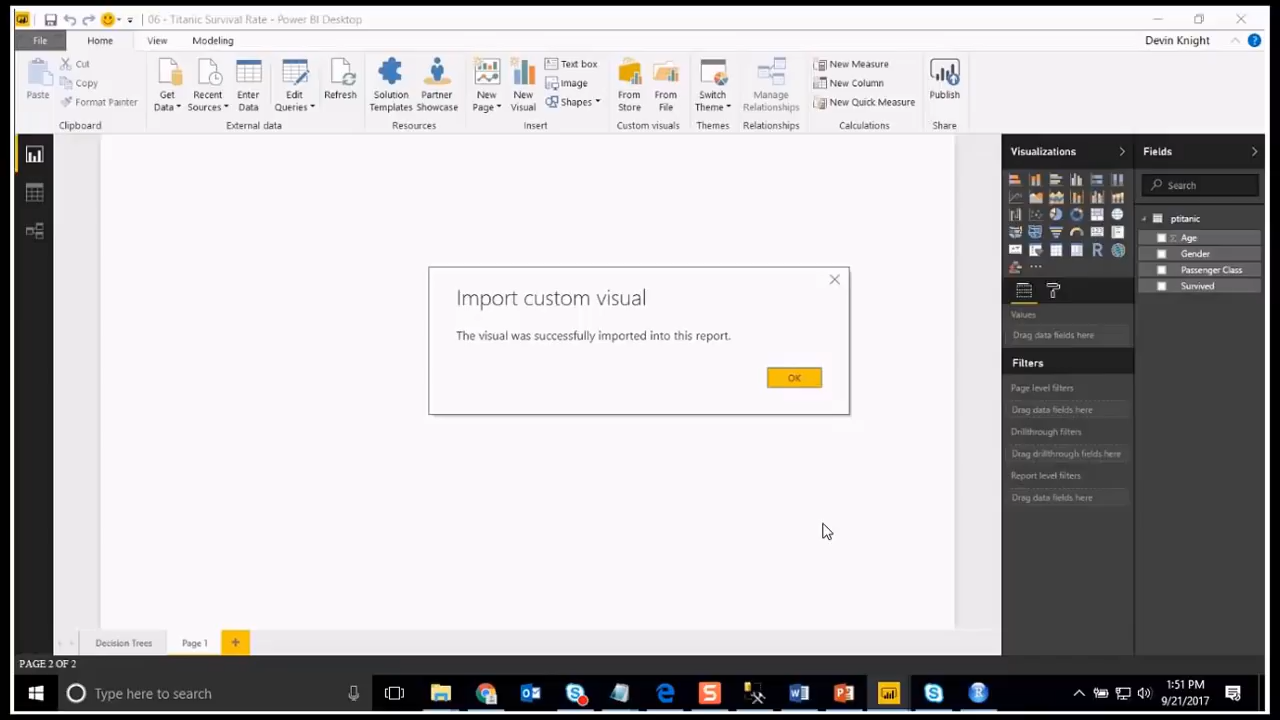 06 - Titanic Survival Rate - Power BI Desktop
File
Home
View
Modeling
Devin Knight
Paste
Cut
Copy
Format Painter
Clipboard
Get Data
Recent Sources
Enter Data
Edit Queries
Refresh
External data
Solution Templates
Partner Showcase
Resources
New Page
New Visual
Text box
Image
Shapes
Insert
From Store
From File
Custom visuals
Switch Theme
Themes
Manage Relationships
Relationships
New Measure
New Column
New Quick Measure
Calculations
Publish
Share
Visualizations
R
Values
Drag data fields here
Filters
Page level filters
Drag data fields here
Drillthrough filters
Drag drillthrough fields here
Report level filters
Drag data fields here
Fields
Search
ptitanic
Σ Age
Gender
Passenger Class
Survived
Import custom visual
The visual was successfully imported into this report.
OK
Decision Trees
Page 1
+
PAGE 2 OF 2
Type here to search
1:51 PM
9/21/2017